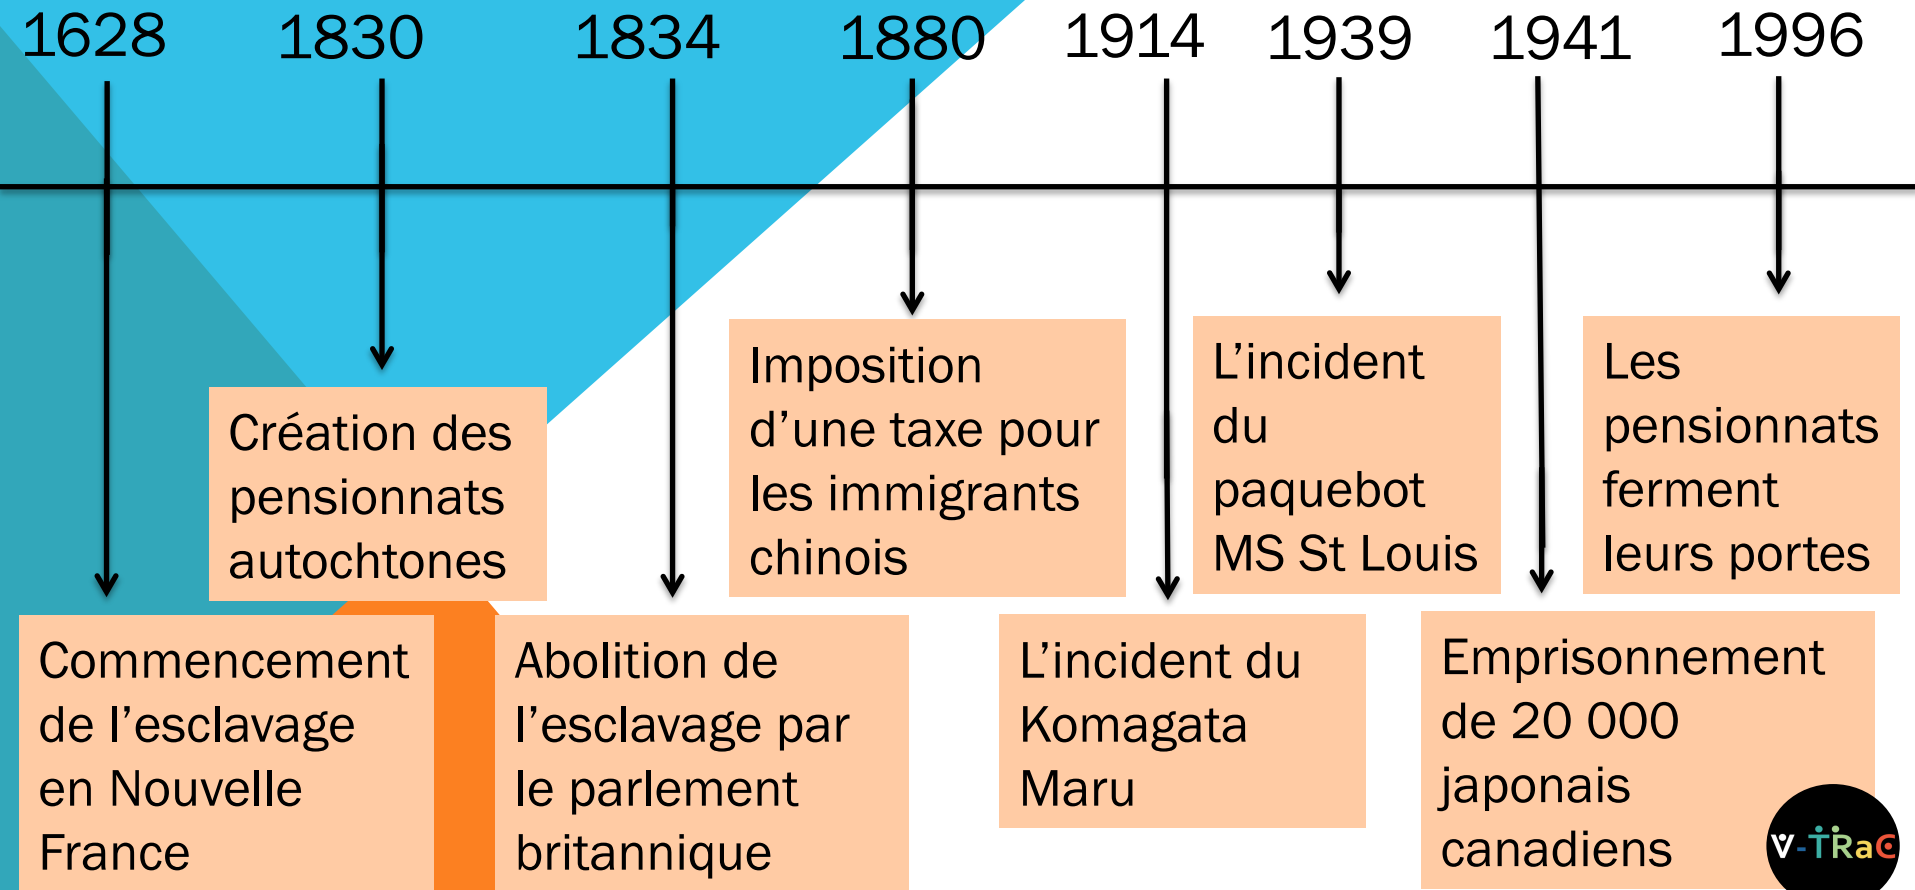 1628 1830 1834 1880 1914 1939 1941 1996
Commencement
de l’esclavage
en Nouvelle
France
Création des
pensionnats
autochtones
Abolition de
l’esclavage par
le parlement
britannique
Imposition
d’une taxe pour
les immigrants
chinois
L’incident du
Komagata
Maru
L’incident
du
paquebot
MS St Louis
Emprisonnement
de 20 000
japonais
canadiens
Les
pensionnats
ferment
leurs portes
V-TRaC